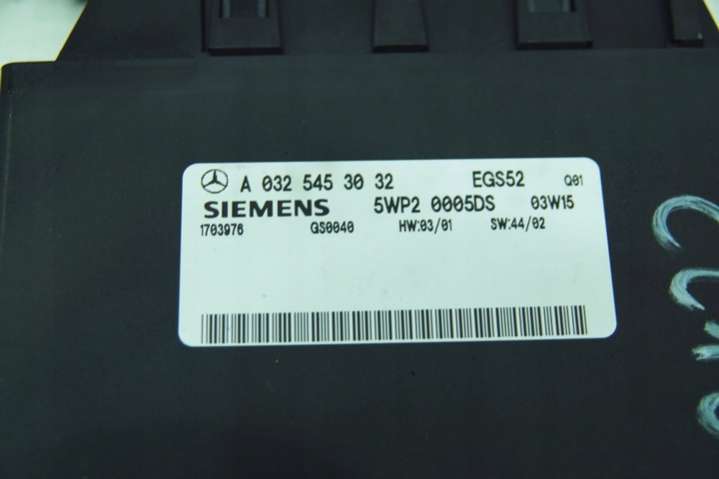 A 032 545 30 32 EGS52 Q01
SIEMENS 5WP2 0005DS 03W15
1703976 GS0040 HW:03/01 SW:44/02